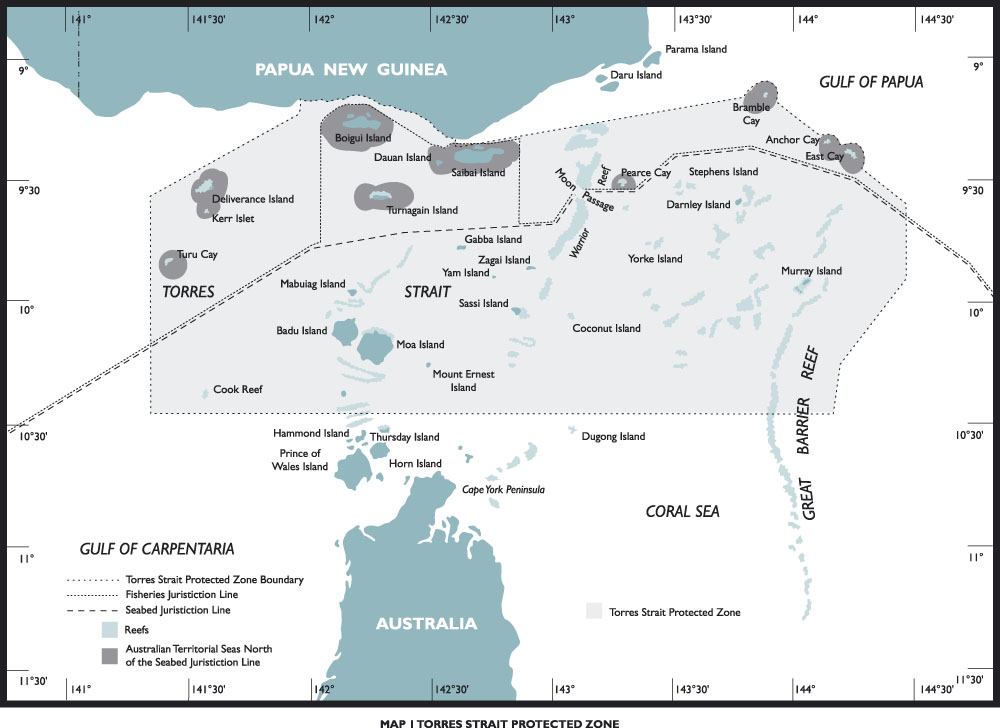 141°
141°30'
142°
142°30'
143°
143°30'
144°
144°30'
9°
9°
PAPUA NEW GUINEA
Parama Island
Daru Island
GULF OF PAPUA
Bramble
Cay
Boigui Island
Anchor Cay
Dauan Island
East Cay
Saibai Island
Moon
Passage
Reef
Warrior
Pearce Cay
Stephens Island
9°30
9°30'
Deliverance Island
Kerr Islet
Turnagain Island
Darnley Island
Gabba Island
Turu Cay
Zagai Island
Yorke Island
Yam Island
Murray Island
Mabuiag Island
TORRES
STRAIT
Sassi Island
10°
10°
Badu Island
Coconut Island
Moa Island
Mount Ernest
Island
Cook Reef
GREAT BARRIER REEF
10°30'
10°30'
Hammond Island
Thursday Island
Dugong Island
Prince of
Wales Island
Horn Island
Cape York Peninsula
CORAL SEA
GULF OF CARPENTARIA
11°
11°
Torres Strait Protected Zone Boundary
Fisheries Juristiction Line
Seabed Juristiction Line
Reefs
Australian Territorial Seas North
of the Seabed Juristiction Line
AUSTRALIA
Torres Strait Protected Zone
11°30'
11°30'
141°
141°30'
142°
142°30'
143°
143°30'
144°
144°30'
MAP 1 TORRES STRAIT PROTECTED ZONE